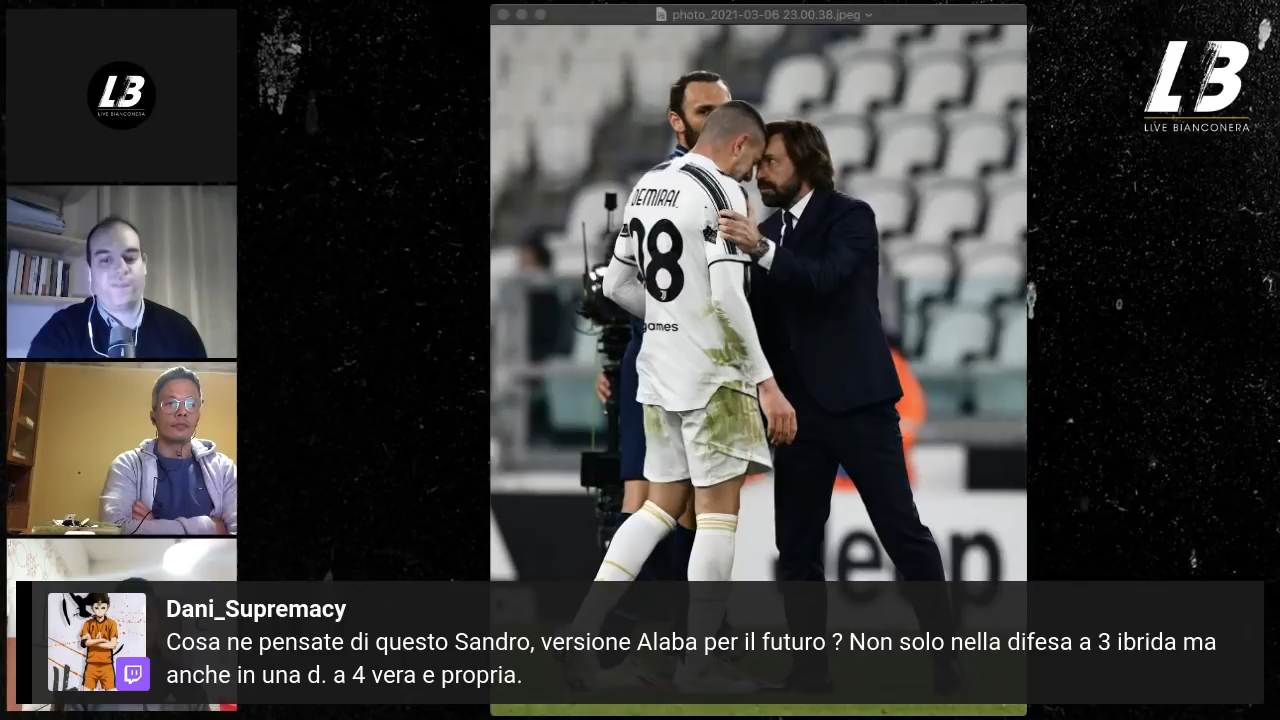 photo_2021-03-06 23.00.38.jpeg
LB
LIVE BIANCONERA
LB
LIVE BIANCONERA
DEMIRAL
28
games
Jeep
Dani_Supremacy
Cosa ne pensate di questo Sandro, versione Alaba per il futuro ? Non solo nella difesa a 3 ibrida ma
anche in una d. a 4 vera e propria.